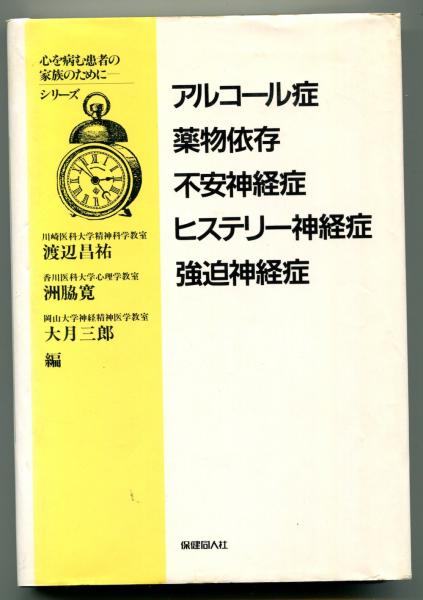 心を病む患者の
家族のために―
シリーズ
川崎医科大学精神科学教室
渡辺昌祐
香川医科大学心理学教室
洲脇寛
岡山大学神経精神医学教室
大月三郎
編
アルコール症
薬物依存
不安神経症
ヒステリー神経症
強迫神経症
保健同人社